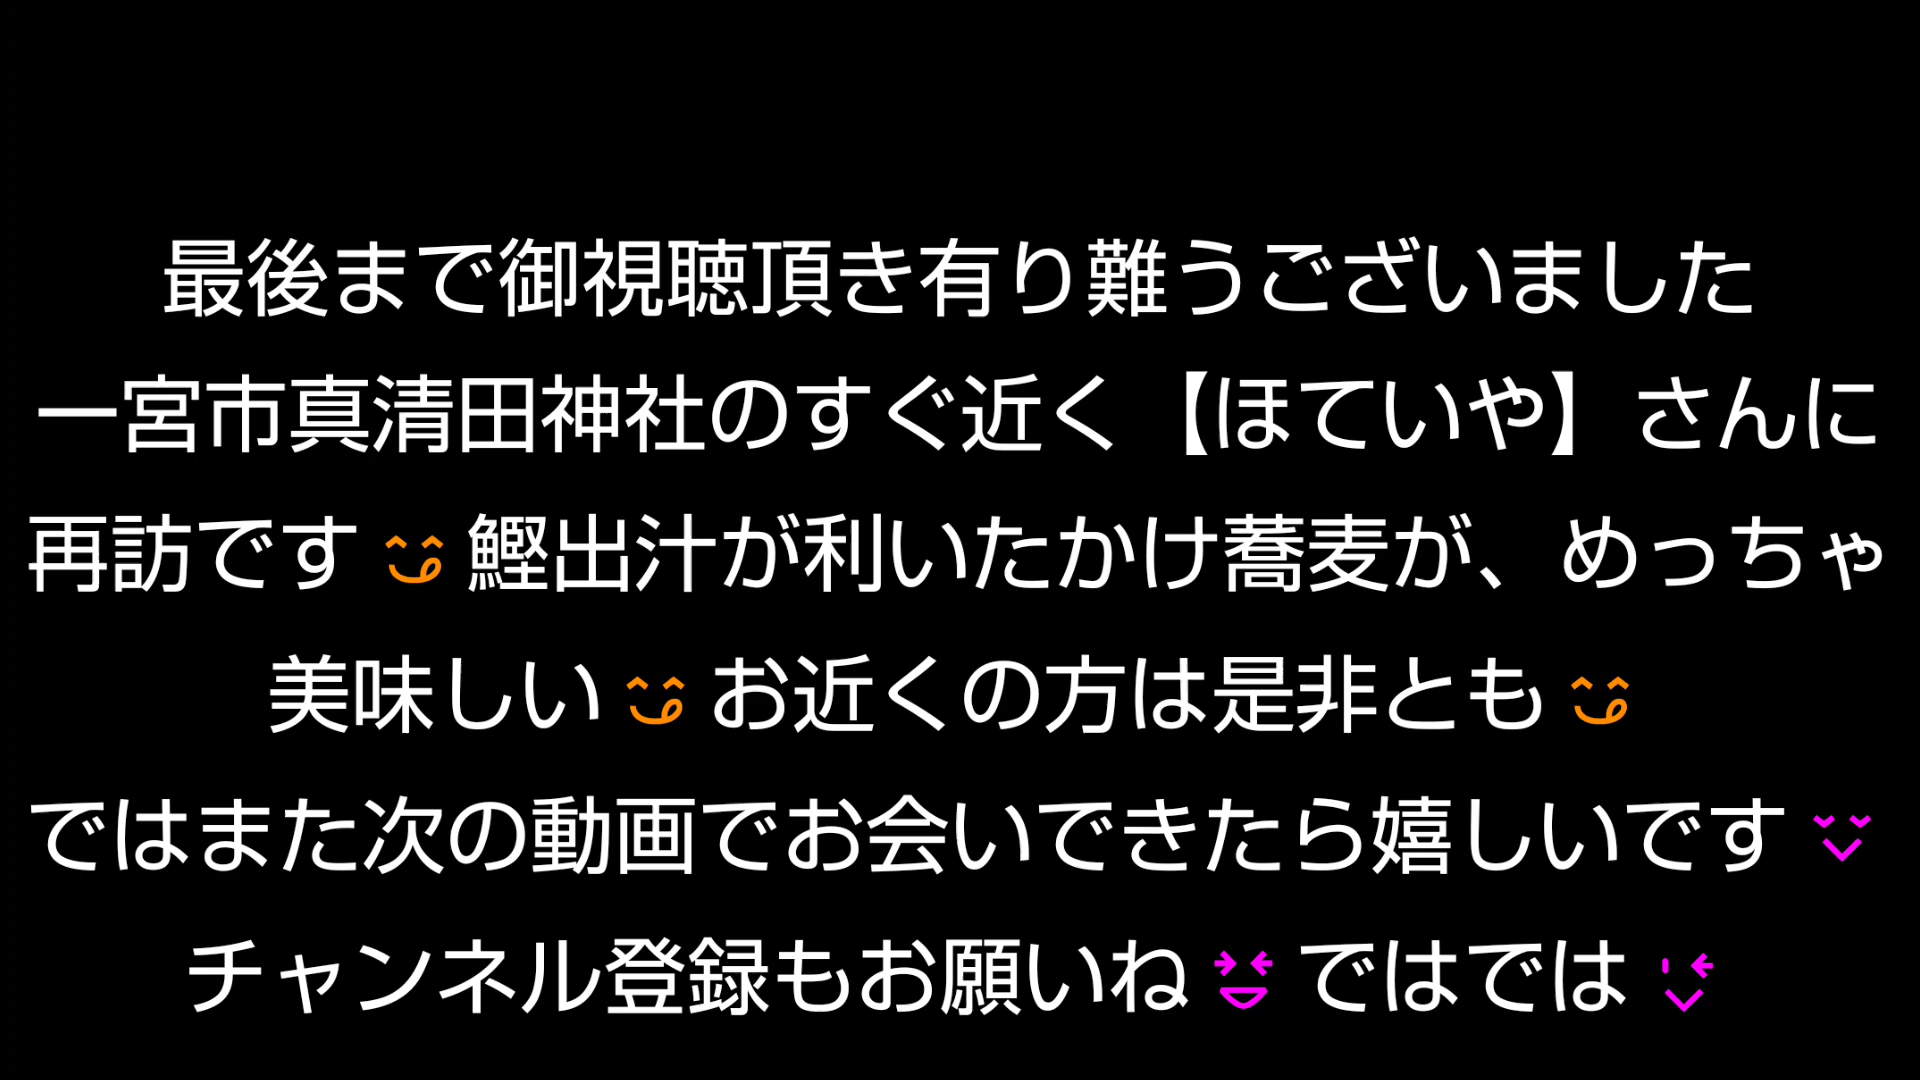 最後まで御視聴頂き有り難うございました
一宮市真清田神社のすぐ近く【ほていや】さんに
再訪です😋鰹出汁が利いたかけ蕎麦が、めっちゃ
美味しい😋お近くの方は是非とも😋
ではまた次の動画でお会いできたら嬉しいです
チャンネル登録もお願いねではでは